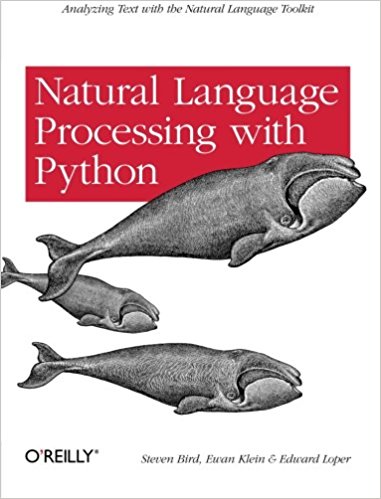 Analyzing Text with the Natural Language Toolkit
Natural Language
Processing with
Python
O'REILLY®
Steven Bird, Ewan Klein & Edward Loper